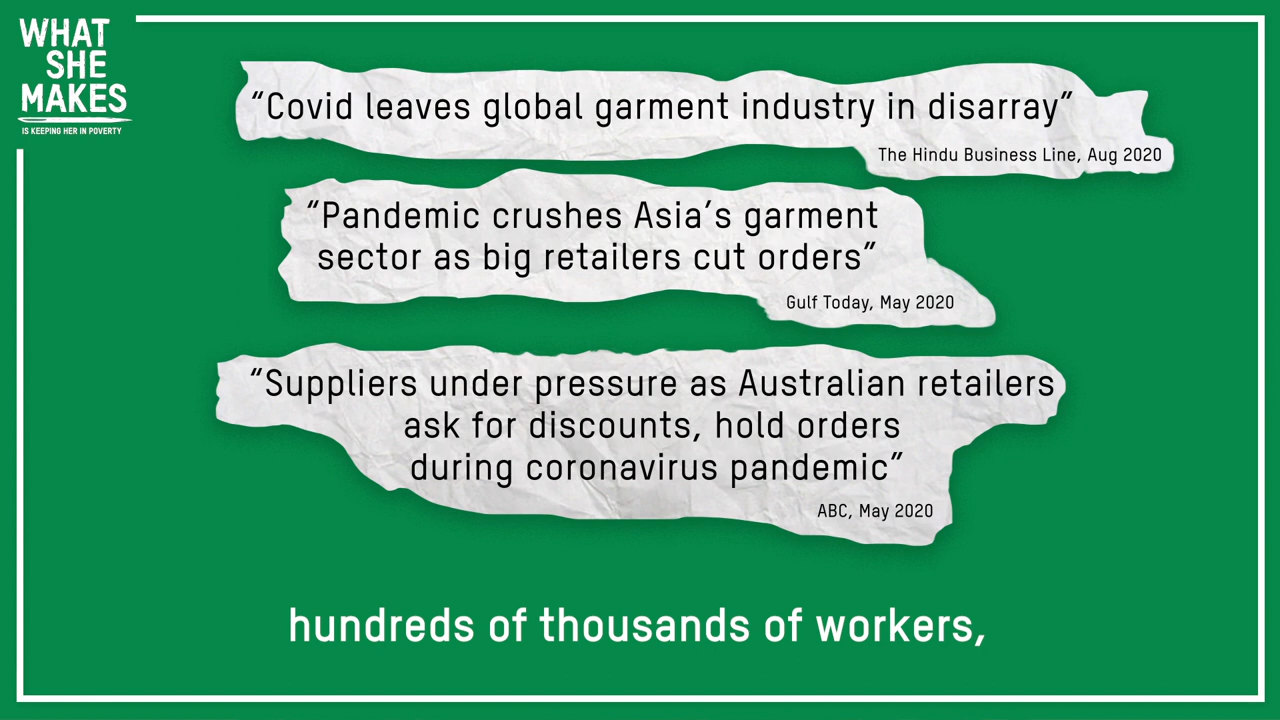 WHAT
SHE
MAKES
IS KEEPING HER IN POVERTY
“Covid leaves global garment industry in disarray”
The Hindu Business Line, Aug 2020
“Pandemic crushes Asia’s garment
sector as big retailers cut orders”
Gulf Today, May 2020
“Suppliers under pressure as Australian retailers
ask for discounts, hold orders
during coronavirus pandemic”
ABC, May 2020
hundreds of thousands of workers,